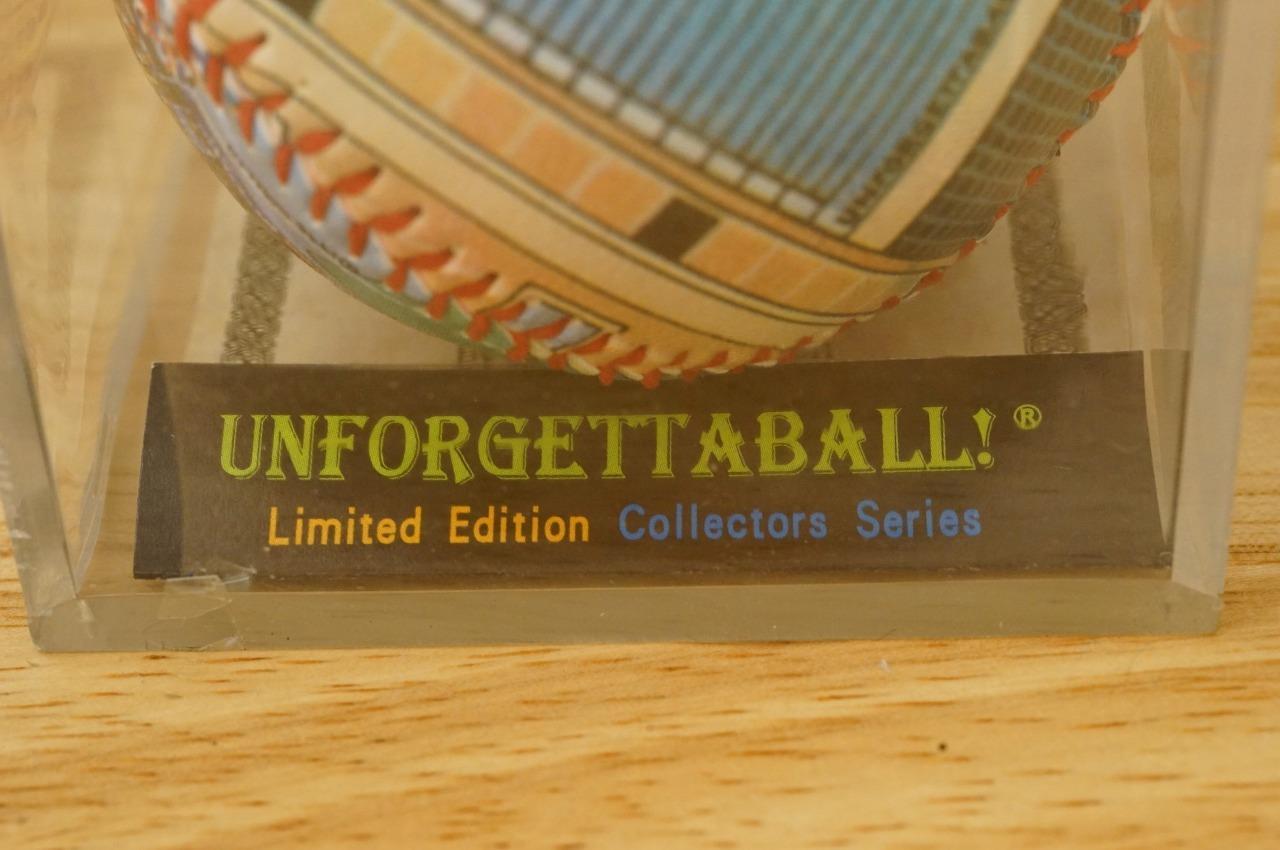 UNFORGETTABALL!®
Limited Edition Collectors Series